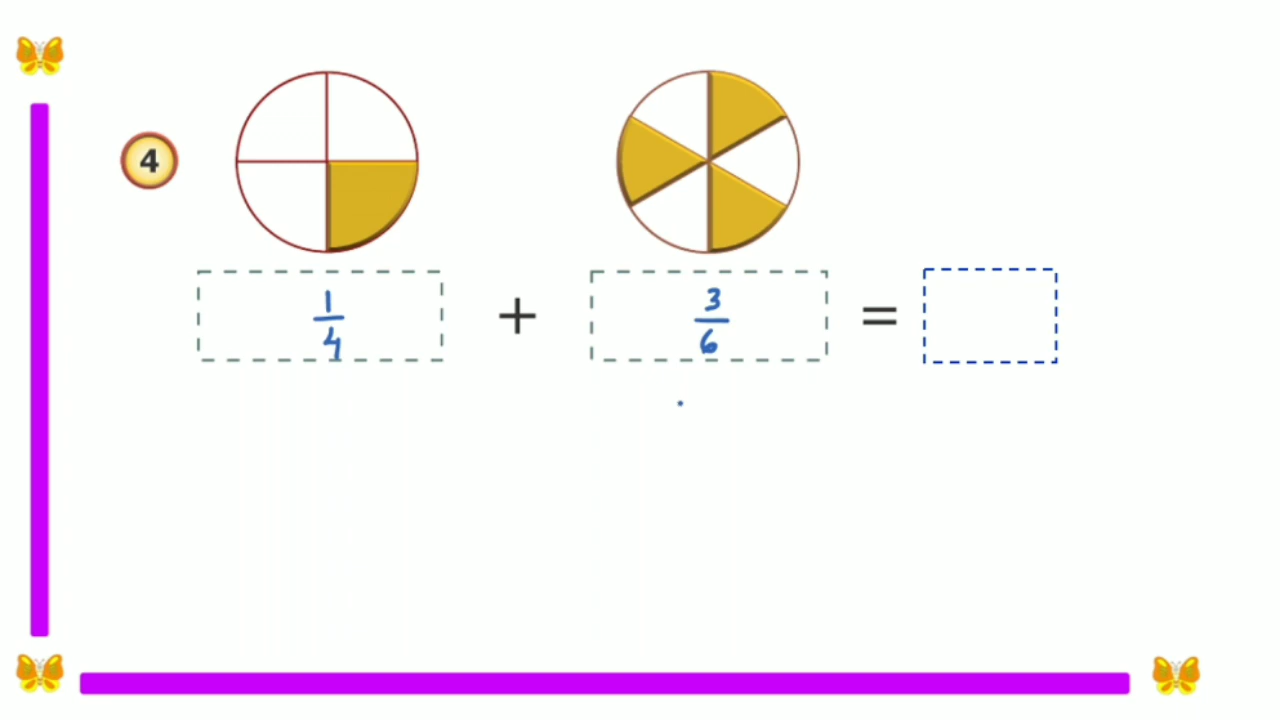 4
1/4 + 3/6 =